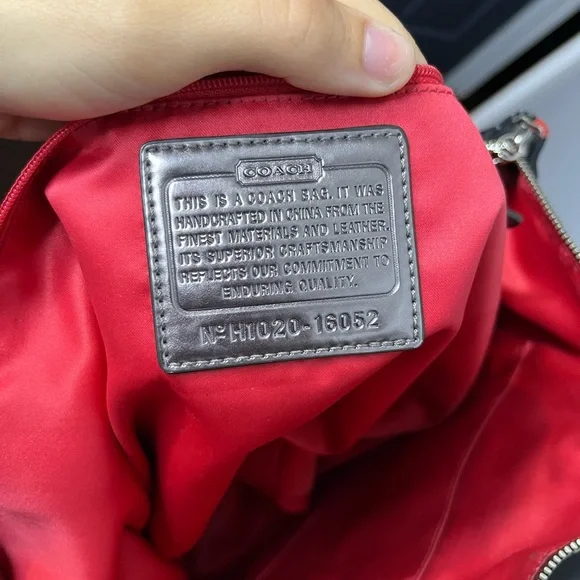 COACH
THIS IS A COACH BAG. IT WAS
HANDCRAFTED IN CHINA FROM THE
FINEST MATERIALS AND LEATHER.
ITS SUPERIOR CRAFTSMANSHIP
REFLECTS OUR COMMITMENT TO
ENDURING QUALITY.
Nº H1020-16052